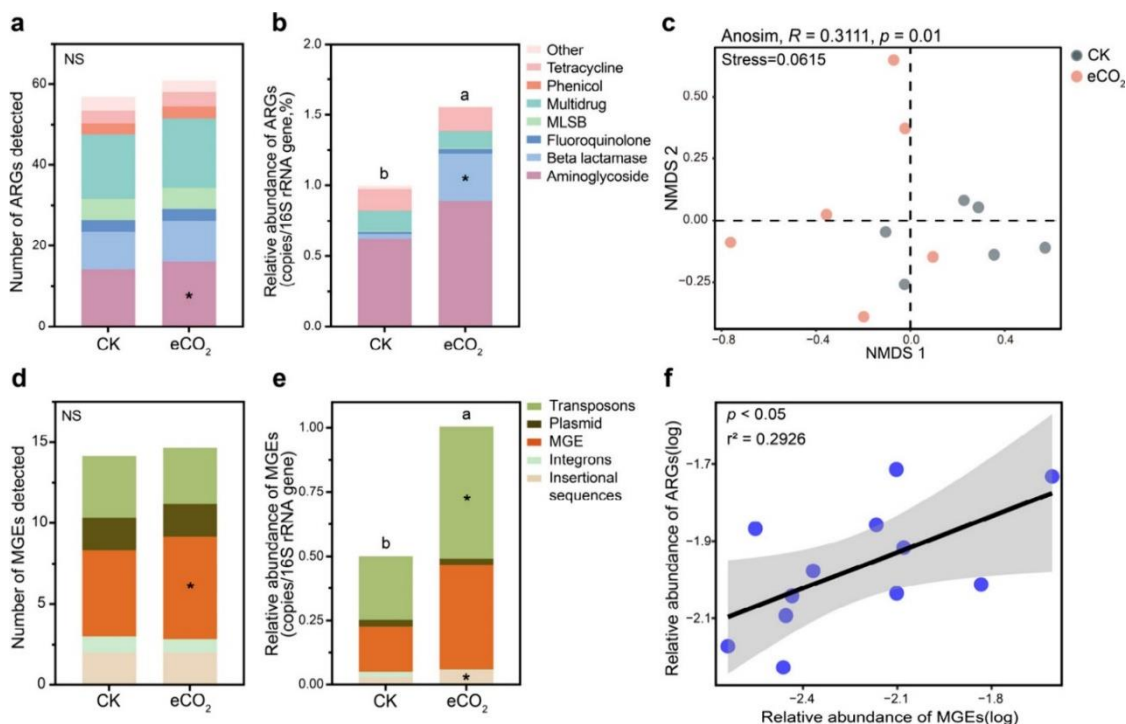 a
NS
Number of ARGs detected
60
40
20
0
*
CK
eCO₂
b
Relative abundance of ARGs
(copies/16S rRNA gene,%)
2.0
1.5
1.0
0.5
0.0
b
a
*
CK
eCO₂
Other
Tetracycline
Phenicol
Multidrug
MLSB
Fluoroquinolone
Beta lactamase
Aminoglycoside
c
Anosim, R = 0.3111, p = 0.01
Stress=0.0615
CK
eCO₂
NMDS 2
0.50
0.25
0.00
−0.25
−0.8
−0.4
0.0
0.4
NMDS 1
d
NS
Number of MGEs detected
15
10
5
0
*
CK
eCO₂
e
Relative abundance of MGEs
(copies/16S rRNA gene)
1.00
0.75
0.50
0.25
0.00
b
a
*
*
CK
eCO₂
Transposons
Plasmid
MGE
Integrons
Insertional
sequences
f
p < 0.05
r² = 0.2926
Relative abundance of ARGs(log)
−1.7
−1.9
−2.1
−2.4
−2.1
−1.8
Relative abundance of MGEs(log)